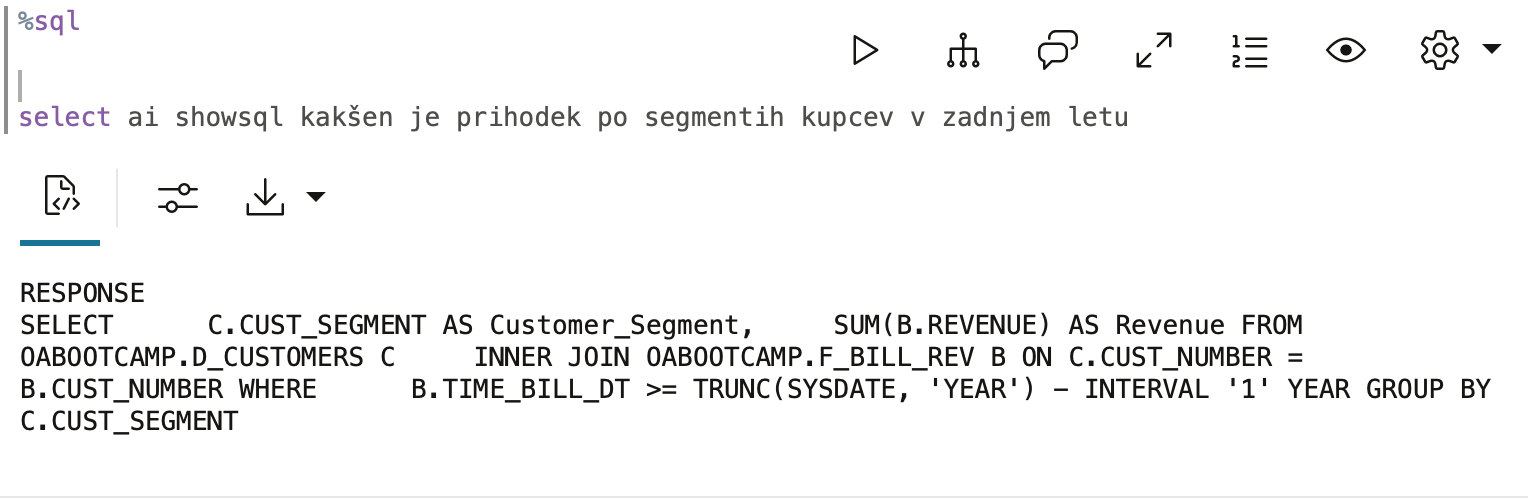 %sql
select ai showsql kakšen je prihodek po segmentih kupcev v zadnjem letu
RESPONSE
SELECT      C.CUST_SEGMENT AS Customer_Segment,     SUM(B.REVENUE) AS Revenue FROM
OABOOTCAMP.D_CUSTOMERS C     INNER JOIN OABOOTCAMP.F_BILL_REV B ON C.CUST_NUMBER =
B.CUST_NUMBER WHERE      B.TIME_BILL_DT >= TRUNC(SYSDATE, 'YEAR') - INTERVAL '1' YEAR GROUP BY
C.CUST_SEGMENT